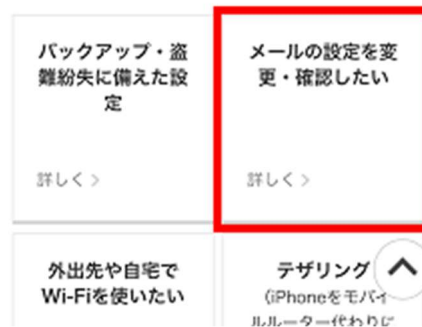 バックアップ・盗
難紛失に備えた設
定
詳しく >
メールの設定を変
更・確認したい
詳しく >
外出先や自宅で
Wi-Fiを使いたい
テザリング
（iPhoneをモバイ
ルルーター代わりに